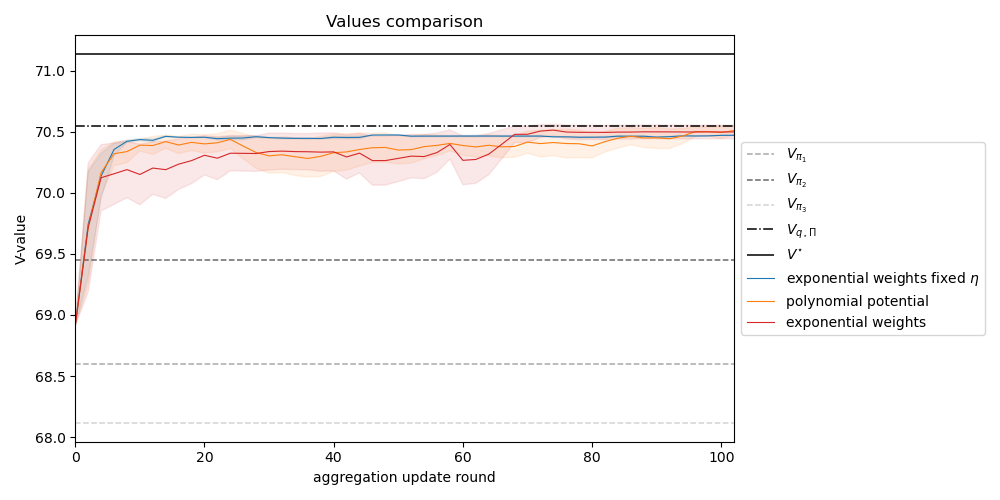 Values comparison
V-value
71.0
70.5
70.0
69.5
69.0
68.5
68.0
0 20 40 60 80 100
aggregation update round
V_{π_1}
V_{π_2}
V_{π_3}
V_{q_⋆Π}
V^⋆
exponential weights fixed η
polynomial potential
exponential weights